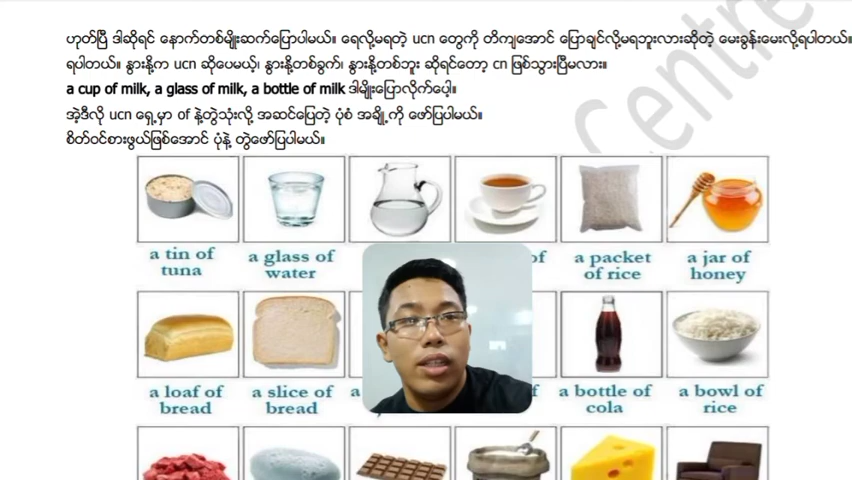 ဟုတ်ပြီ ဒါဆိုရင် နောက်တစ်မျိုးဆက်ပြောပါမယ်။ ရေလို့မရတဲ့ ucn တွေကို တိကျအောင် ပြောချင်လို့မရဘူးလားဆိုတဲ့ မေးခွန်းမေးလို့ရပါတယ်။
ရပါတယ်။ နွားနို့က ucn ဆိုပေမယ့်၊ နွားနို့တစ်ခွက်၊ နွားနို့တစ်ဘူး ဆိုရင်တော့ cn ဖြစ်သွားပြီမလား။
a cup of milk, a glass of milk, a bottle of milk ဒါမျိုးပြောလိုက်ပေါ့။
အဲ့ဒီလို ucn ရှေ့မှာ of နဲ့တွဲသုံးလို့ အဆင်ပြေတဲ့ ပုံစံ အချို့ကို ဖော်ပြပါမယ်။
စိတ်ဝင်စားဖွယ်ဖြစ်အောင် ပုံနဲ့ တွဲဖော်ပြပါမယ်။
Centre
a tin of tuna
a glass of water
of
a packet of rice
a jar of honey
a loaf of bread
a slice of bread
a bottle of cola
a bowl of rice